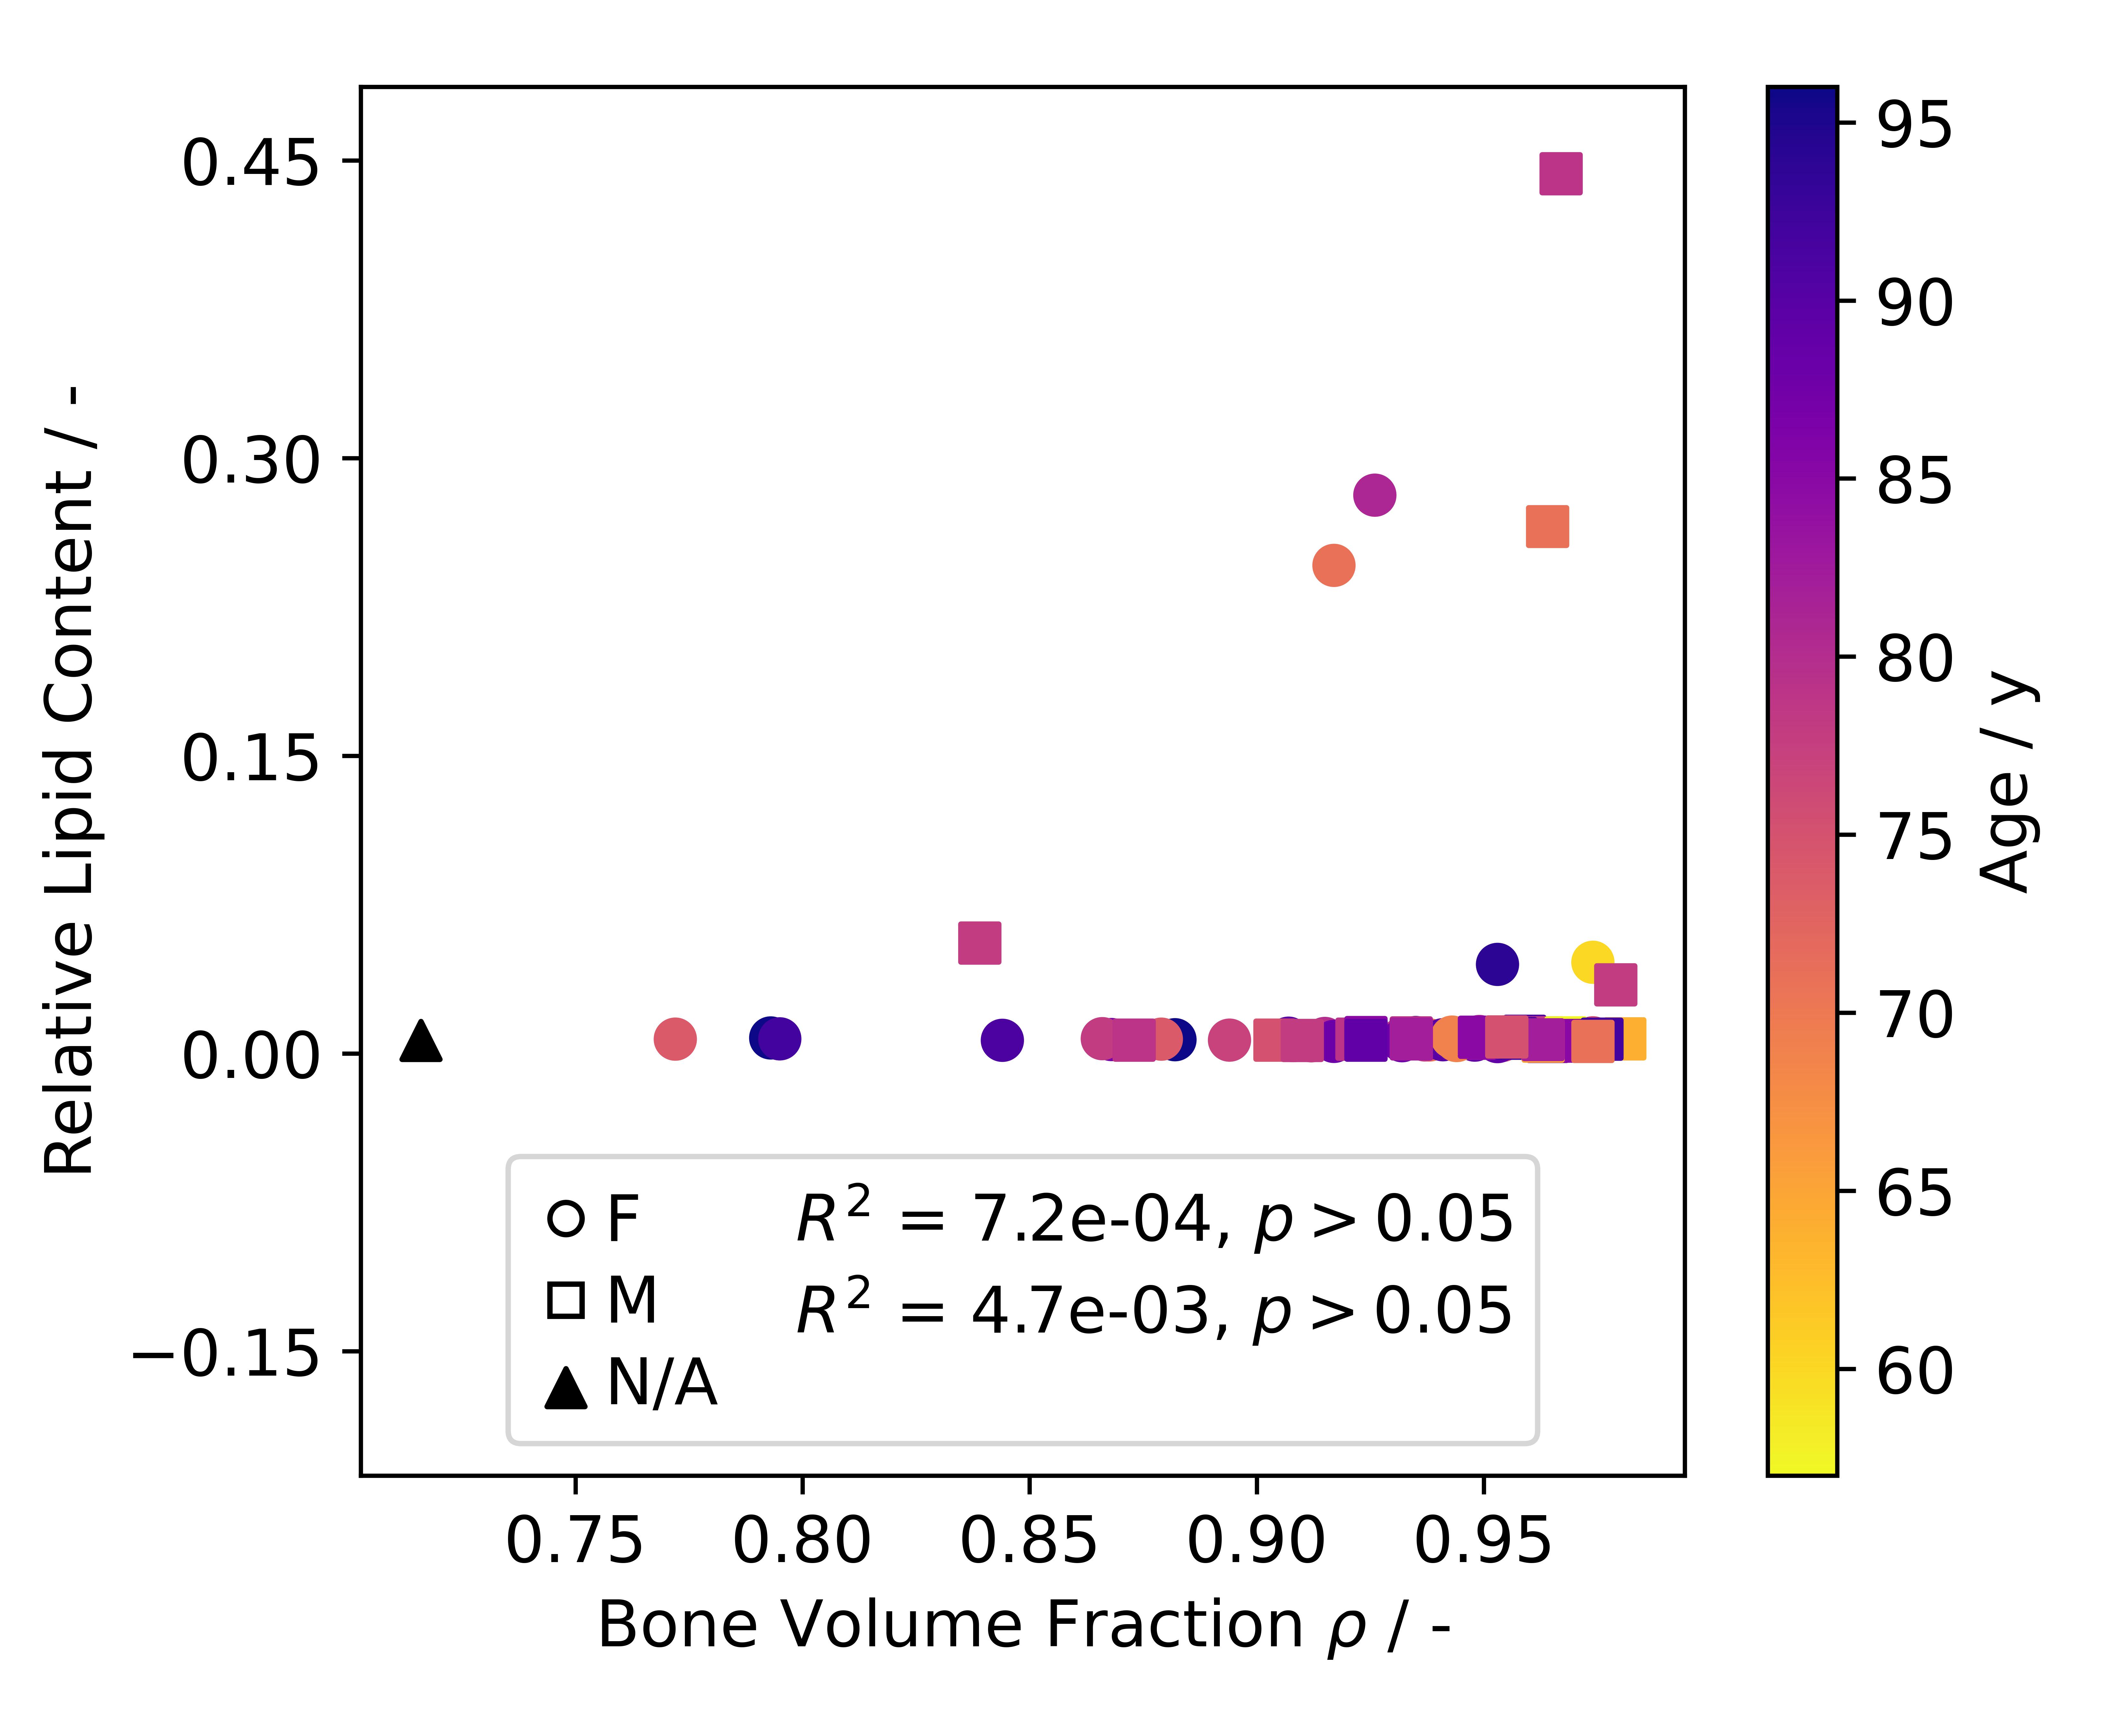 0.45
0.30
0.15
0.00
−0.15
Relative Lipid Content / -
F R² = 7.2e-04, p > 0.05
M R² = 4.7e-03, p > 0.05
N/A
0.75 0.80 0.85 0.90 0.95
Bone Volume Fraction ρ / -
95
90
85
80
75
70
65
60
Age / y